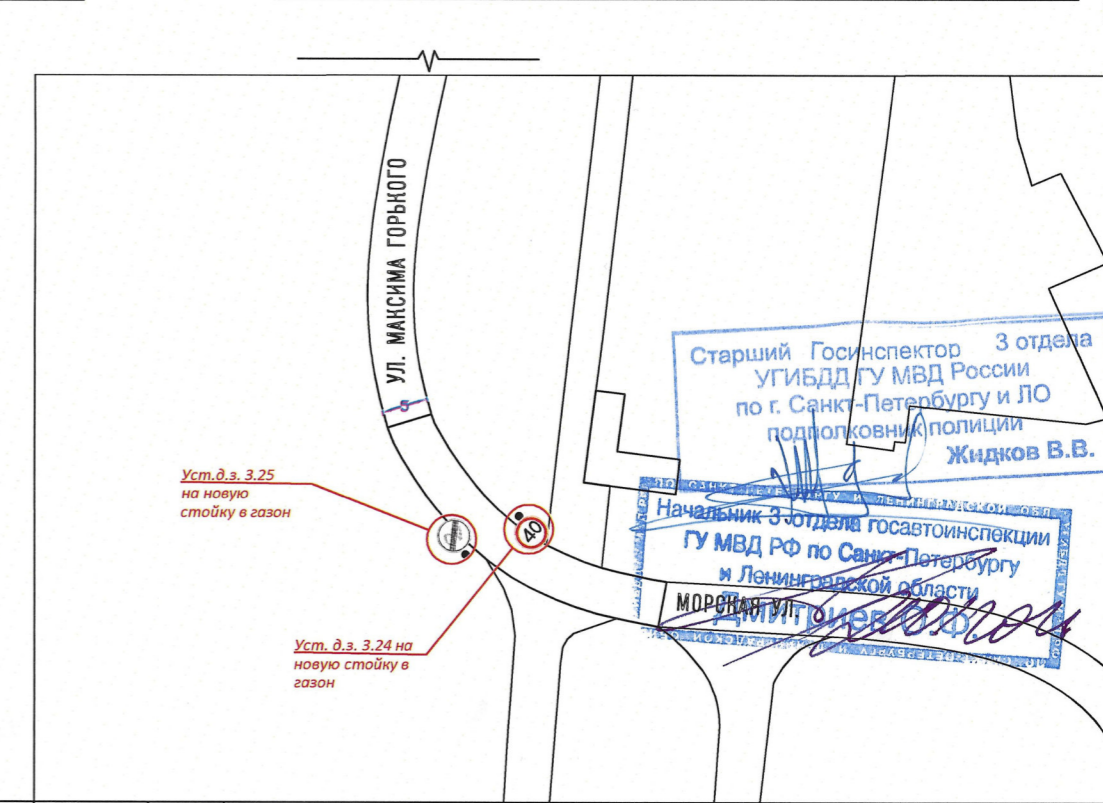 УЛ. МАКСИМА ГОРЬКОГО
5
Старший Госинспектор 3 отдела
УГИБДД ГУ МВД России
по г. Санкт-Петербургу и ЛО
подполковник полиции
Жидков В.В.
Уст.д.з. 3.25
на новую
стойку в газон
40
Начальник 3 отдела госавтоинспекции
ГУ МВД РФ по Санкт-Петербургу
и Ленинградской области
Дмитриев О.Ф.
МОРСКАЯ УЛ.
Уст. д.з. 3.24 на
новую стойку в
газон